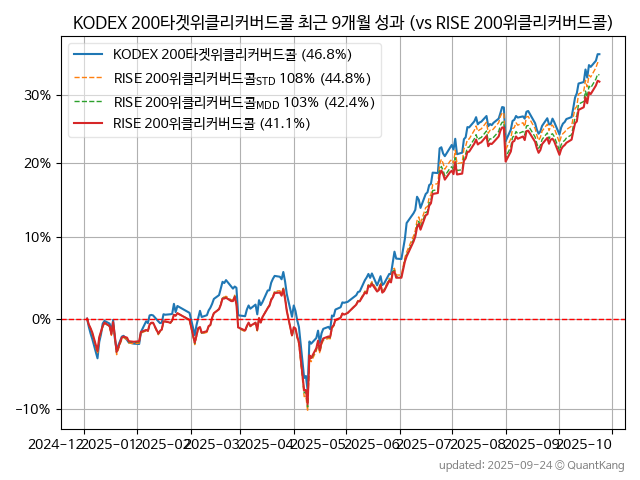 KODEX 200타겟위클리커버드콜 최근 9개월 성과 (vs RISE 200위클리커버드콜)
KODEX 200타겟위클리커버드콜 (46.8%)
RISE 200위클리커버드콜STD 108% (44.8%)
RISE 200위클리커버드콜MDD 103% (42.4%)
RISE 200위클리커버드콜 (41.1%)
30%
20%
10%
0%
−10%
2024-12 2025-01 2025-02 2025-03 2025-04 2025-05 2025-06 2025-07 2025-08 2025-09 2025-10
updated: 2025-09-24 © QuantKang